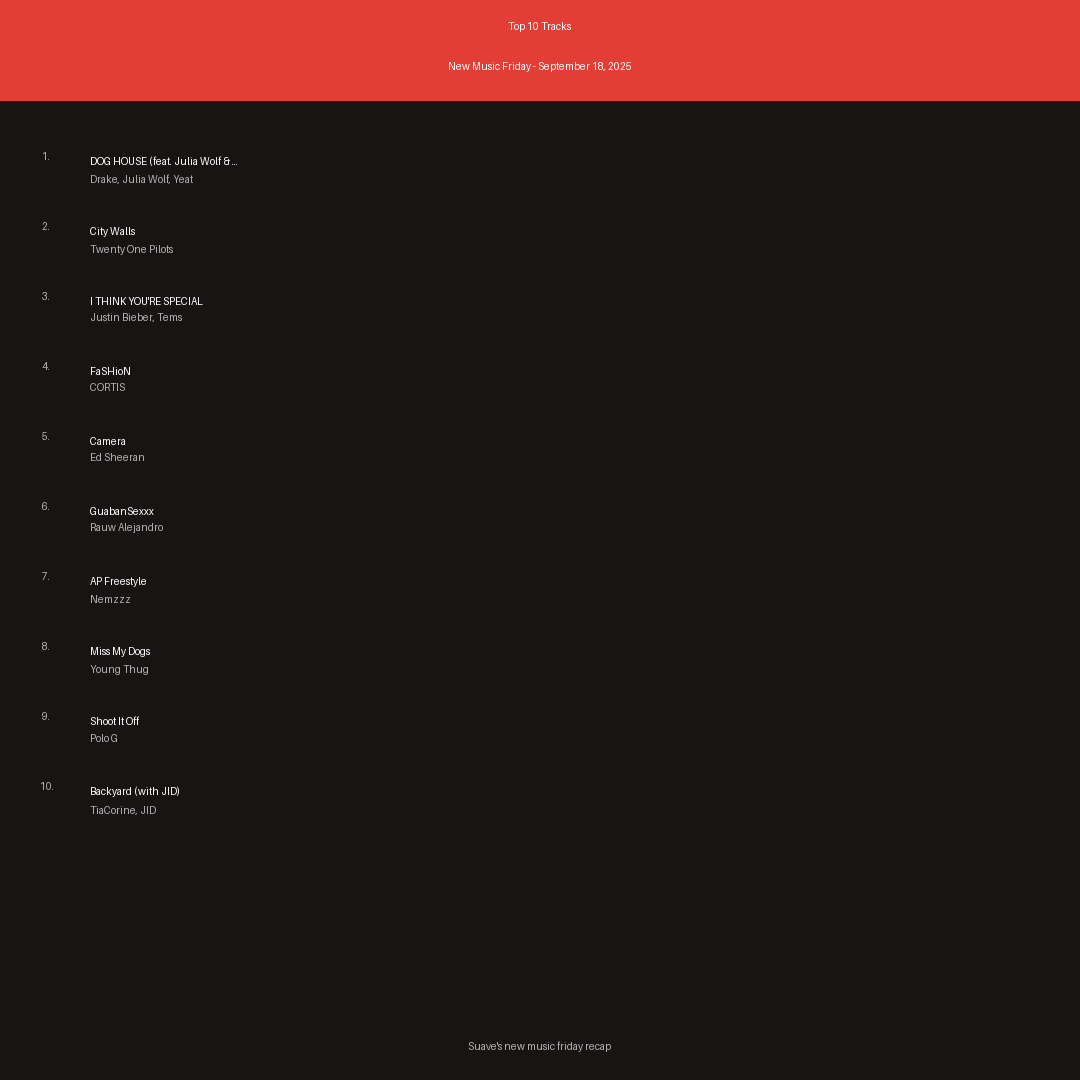 Top 10 Tracks
New Music Friday - September 18, 2025
1.
DOG HOUSE (feat. Julia Wolf & ...
Drake, Julia Wolf, Yeat
2.
City Walls
Twenty One Pilots
3.
I THINK YOU'RE SPECIAL
Justin Bieber, Tems
4.
FaSHioN
CORTIS
5.
Camera
Ed Sheeran
6.
GuabanSexxx
Rauw Alejandro
7.
AP Freestyle
Nemzzz
8.
Miss My Dogs
Young Thug
9.
Shoot It Off
Polo G
10.
Backyard (with JID)
TiaCorine, JID
Suave's new music friday recap